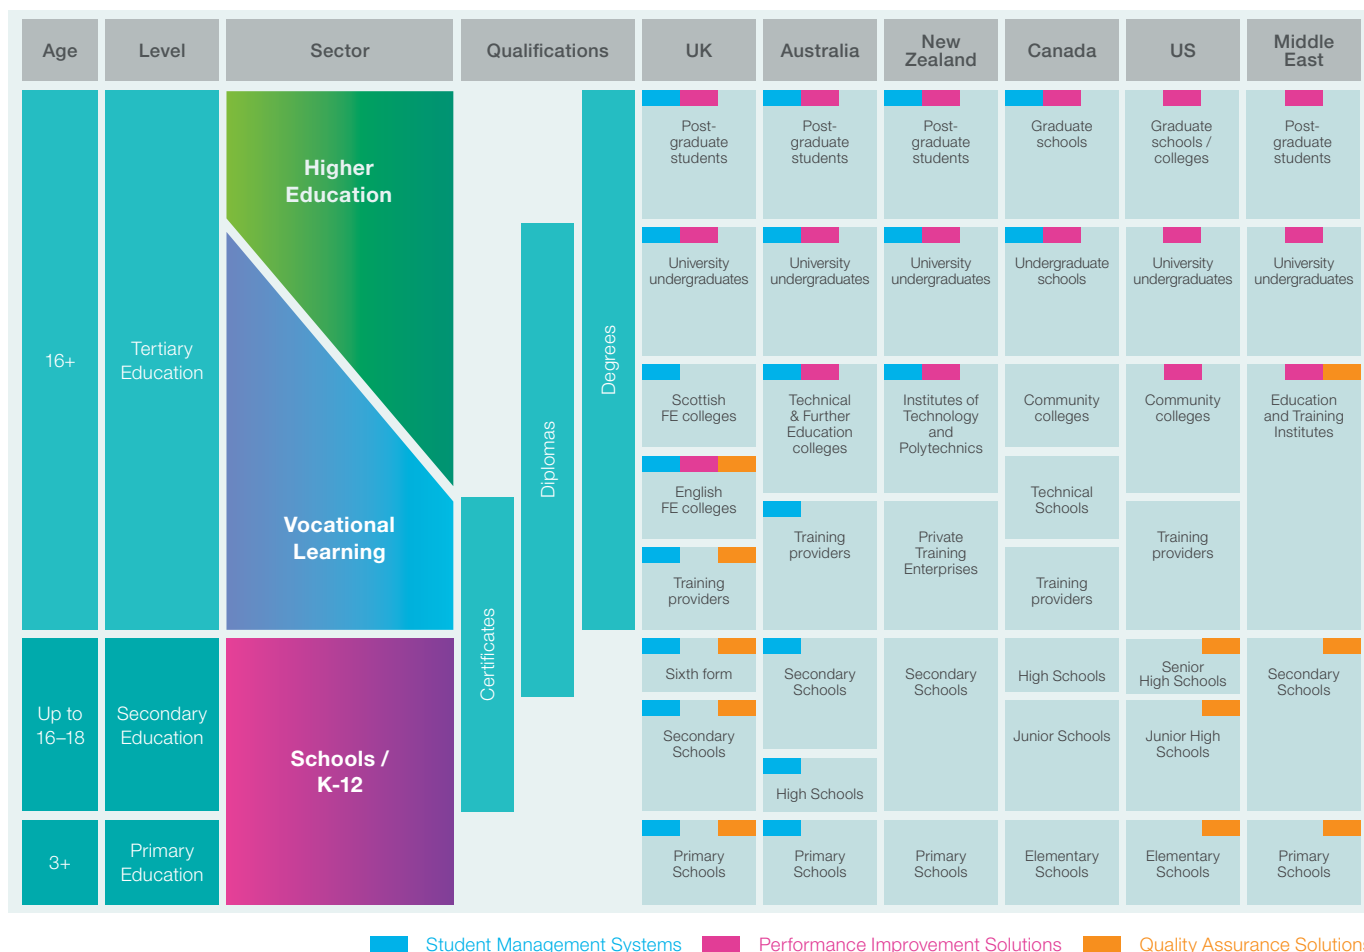 Age
Level
Sector
Qualifications
UK
Australia
New
Zealand
Canada
US
Middle
East
16+
Tertiary
Education
Higher
Education
Vocational
Learning
Certificates
Diplomas
Degrees
Post-
graduate
students
Post-
graduate
students
Post-
graduate
students
Graduate
schools
Graduate
schools /
colleges
Post-
graduate
students
University
undergraduates
University
undergraduates
University
undergraduates
Undergraduate
schools
University
undergraduates
University
undergraduates
Scottish
FE colleges
Technical
& Further
Education
colleges
Institutes of
Technology
and
Polytechnics
Community
colleges
Community
colleges
Education
and Training
Institutes
English
FE colleges
Technical
Schools
Training
providers
Training
providers
Private
Training
Enterprises
Training
providers
Training
providers
Up to
16–18
Secondary
Education
Schools /
K-12
Sixth form
Secondary
Schools
Secondary
Schools
High Schools
Senior
High Schools
Secondary
Schools
Secondary
Schools
Junior Schools
Junior High
Schools
High Schools
3+
Primary
Education
Primary
Schools
Primary
Schools
Primary
Schools
Elementary
Schools
Elementary
Schools
Primary
Schools
Student Management Systems
Performance Improvement Solutions
Quality Assurance Solutions